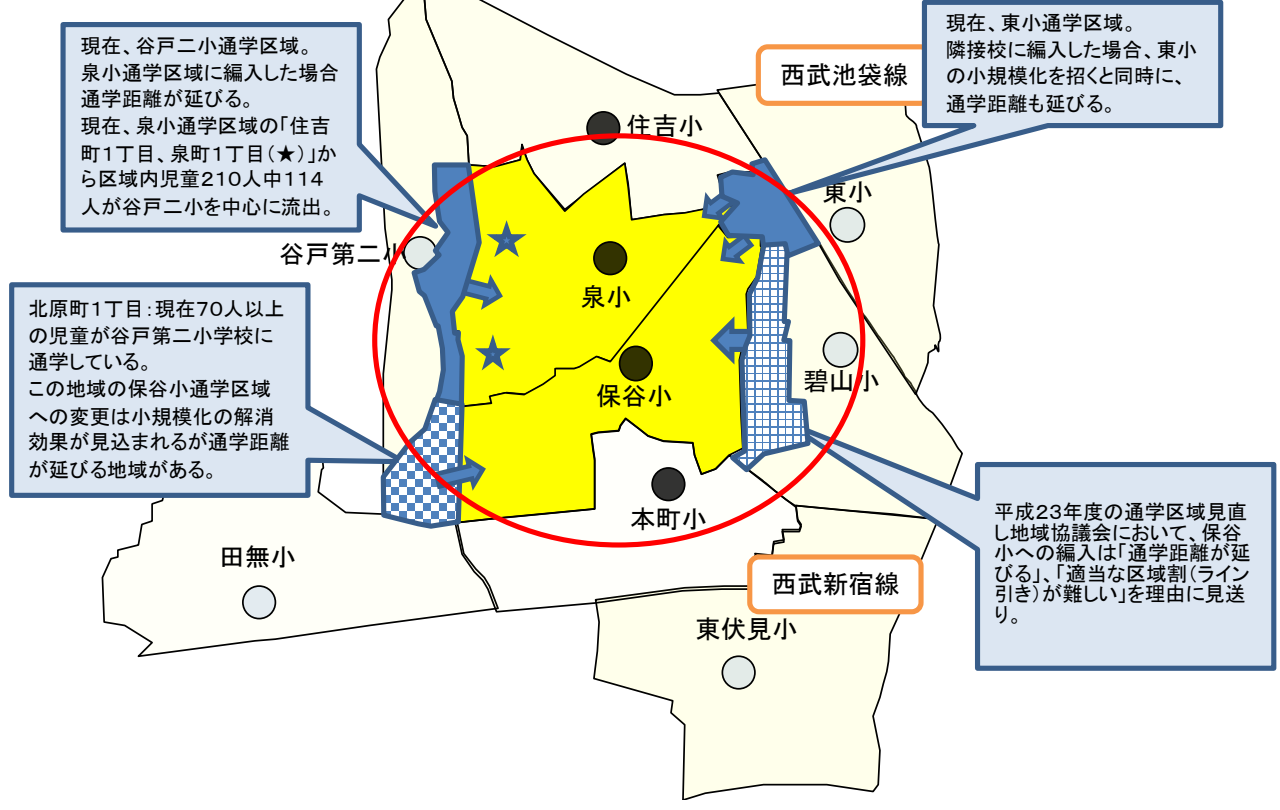 現在、谷戸二小通学区域。
泉小通学区域に編入した場合
通学距離が延びる。
現在、泉小通学区域の「住吉
町1丁目、泉町1丁目(★)」か
ら区域内児童210人中114
人が谷戸二小を中心に流出。
現在、東小通学区域。
隣接校に編入した場合、東小
の小規模化を招くと同時に、
通学距離も延びる。
西武池袋線
住吉小
東小
谷戸第二小
泉小
北原町1丁目:現在70人以上
の児童が谷戸第二小学校に
通学している。
この地域の保谷小通学区域
への変更は小規模化の解消
効果が見込まれるが通学距離
が延びる地域がある。
保谷小
碧山小
本町小
平成23年度の通学区域見直
し地域協議会において、保谷
小への編入は「通学距離が延
びる」、「適当な区域割(ライン
引き)が難しい」を理由に見送
り。
田無小
西武新宿線
東伏見小